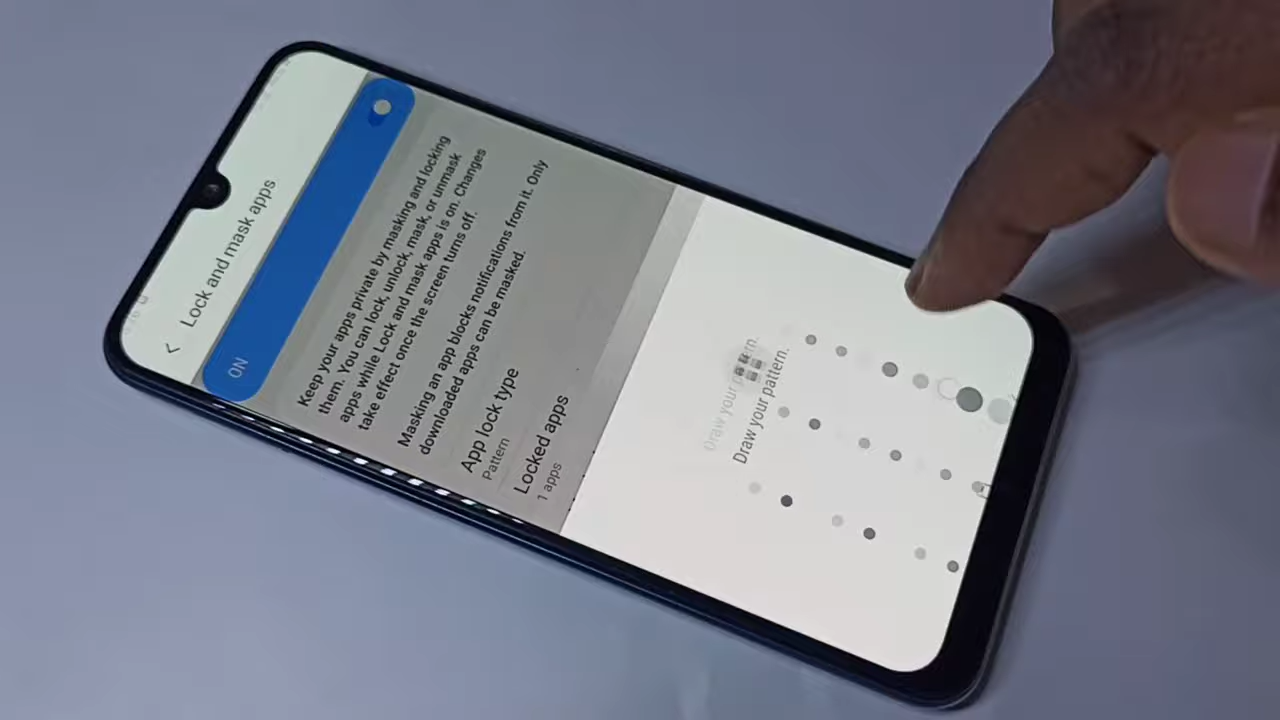 Lock and mask apps
ON
Keep your apps private by masking and locking
them. You can lock, unlock, mask, or unmask
apps while Lock and mask apps is on. Changes
take effect once the screen turns off.
Masking an app blocks notifications from it. Only
downloaded apps can be masked.
App lock type
Pattern
Locked apps
1 apps
Draw your pattern.
Draw your pattern.